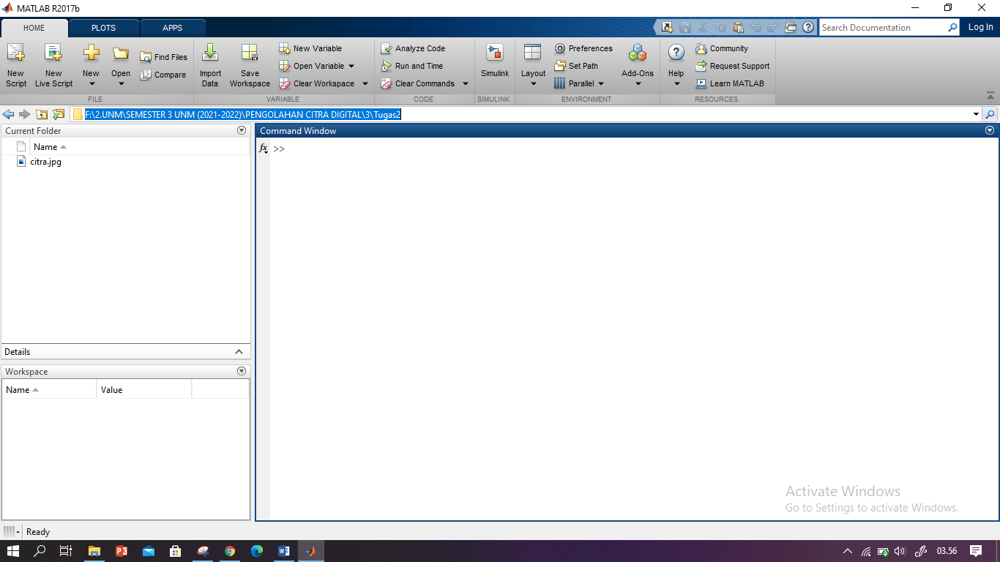 MATLAB R2017b
HOME PLOTS APPS
Search Documentation
Log In
New Script
New Live Script
New
Open
Find Files
Compare
Import Data
Save Workspace
New Variable
Open Variable
Clear Workspace
Analyze Code
Run and Time
Clear Commands
Simulink
Layout
Preferences
Set Path
Parallel
Add-Ons
Help
Community
Request Support
Learn MATLAB
FILE VARIABLE CODE SIMULINK ENVIRONMENT RESOURCES
F:\2.UNM\SEMESTER 3 UNM (2021-2022)\PENGOLAHAN CITRA DIGITAL\3\Tugas2
Current Folder
Name
citra.jpg
Details
Workspace
Name Value
Command Window
fx >>
Activate Windows
Go to Settings to activate Windows.
Ready
03.56